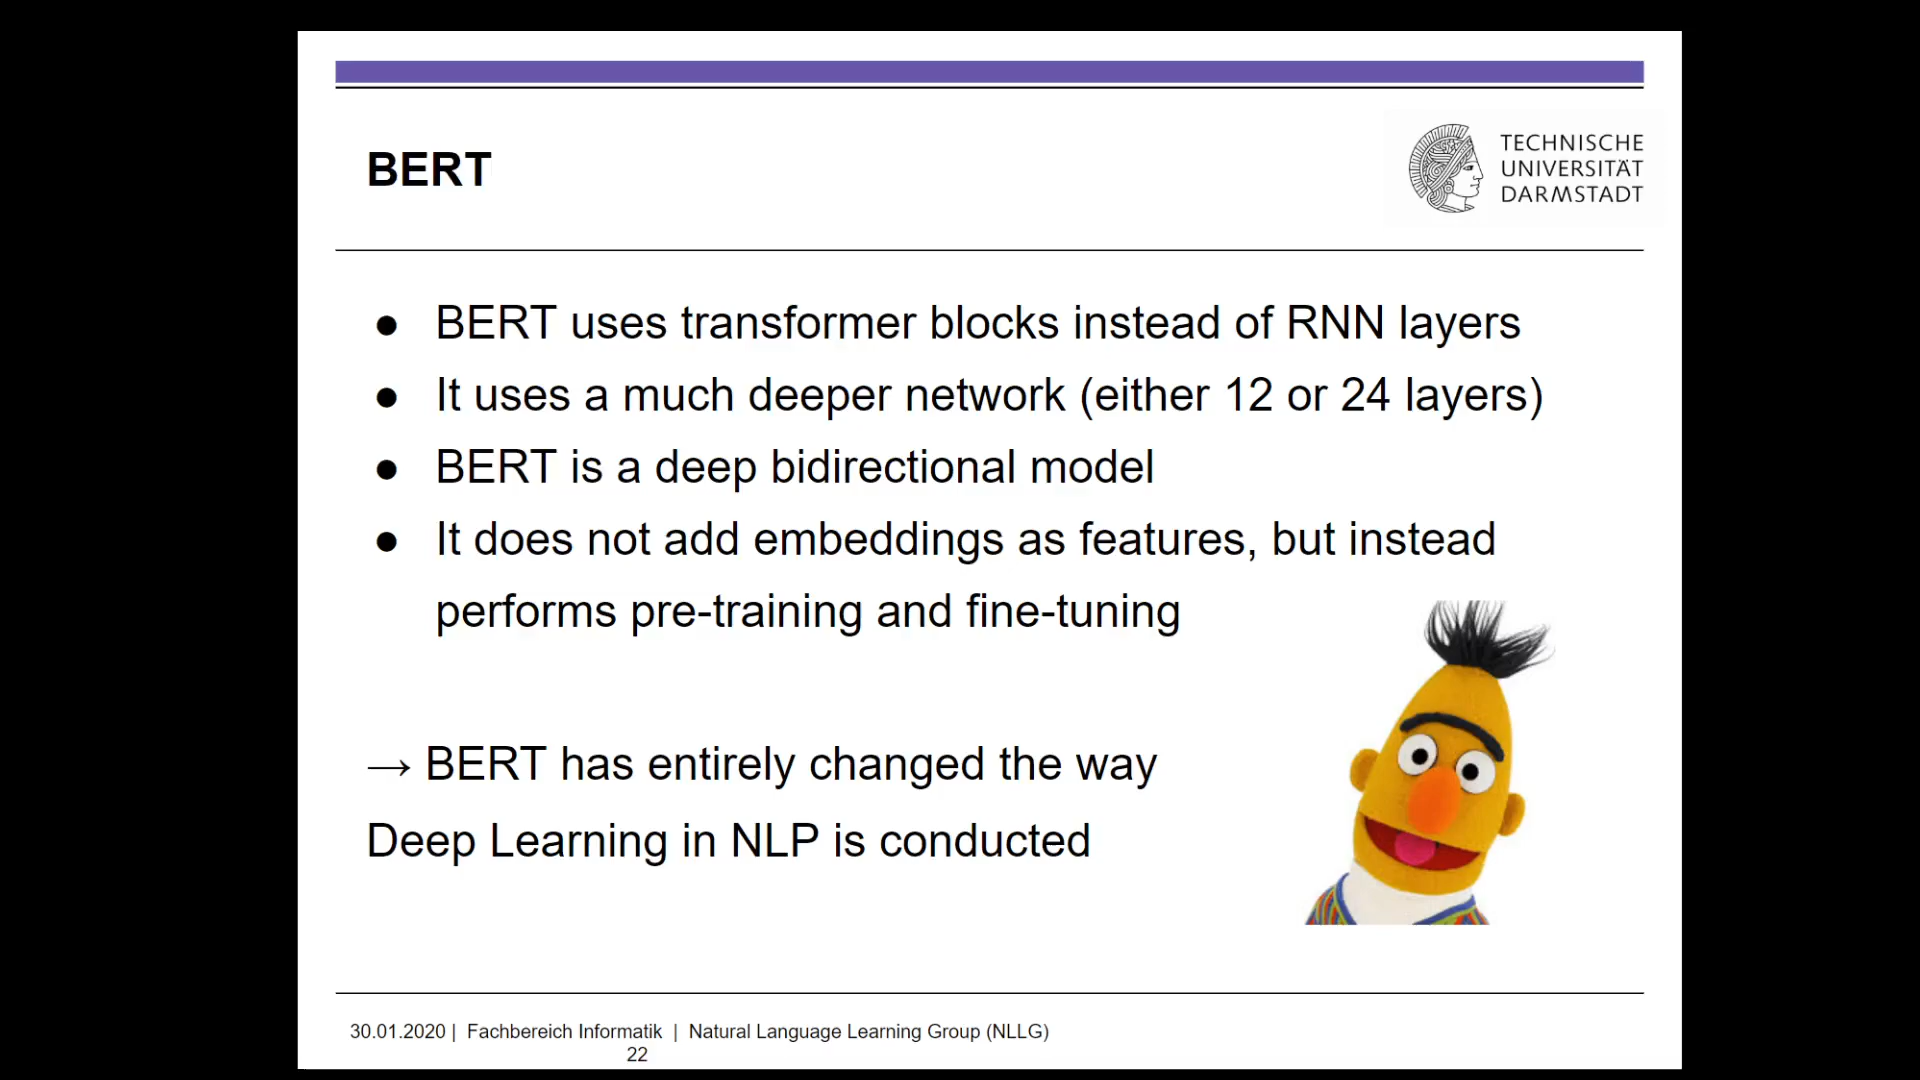 BERT
TECHNISCHE
UNIVERSITÄT
DARMSTADT
● BERT uses transformer blocks instead of RNN layers
● It uses a much deeper network (either 12 or 24 layers)
● BERT is a deep bidirectional model
● It does not add embeddings as features, but instead
performs pre-training and fine-tuning
→ BERT has entirely changed the way
Deep Learning in NLP is conducted
30.01.2020 | Fachbereich Informatik | Natural Language Learning Group (NLLG)
22